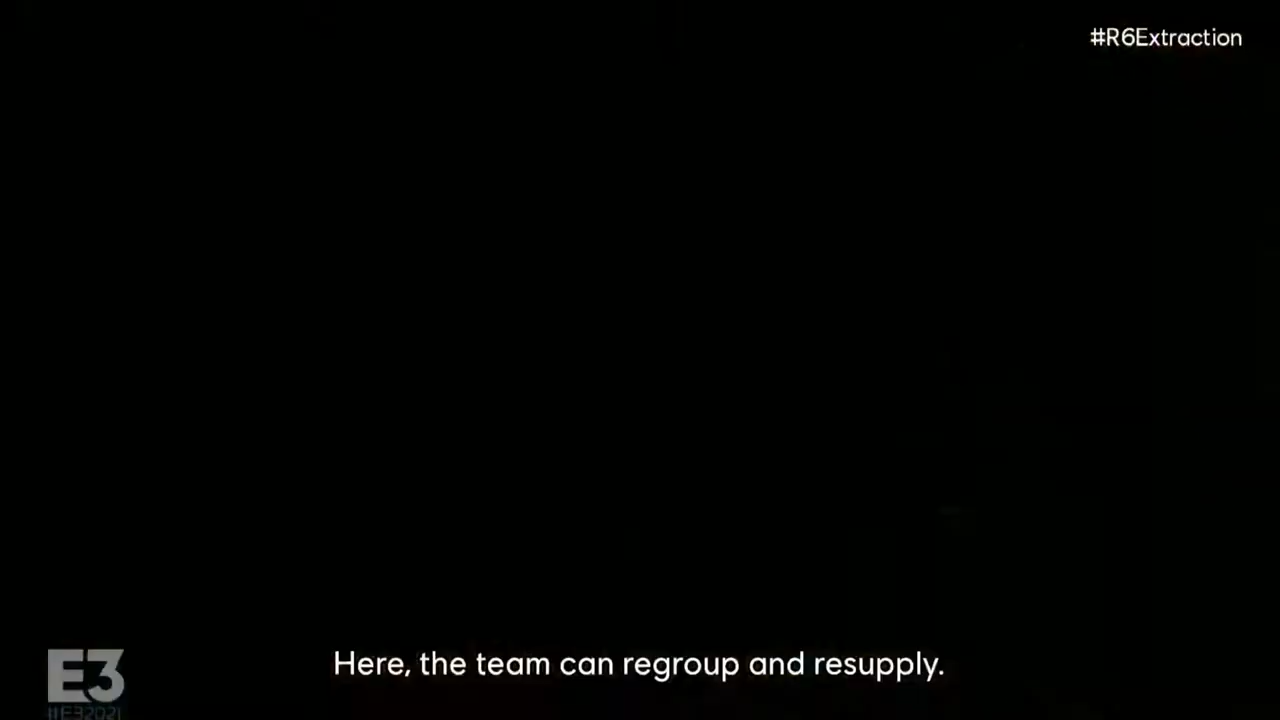 #R6Extraction
Here, the team can regroup and resupply.
E3
#E32021